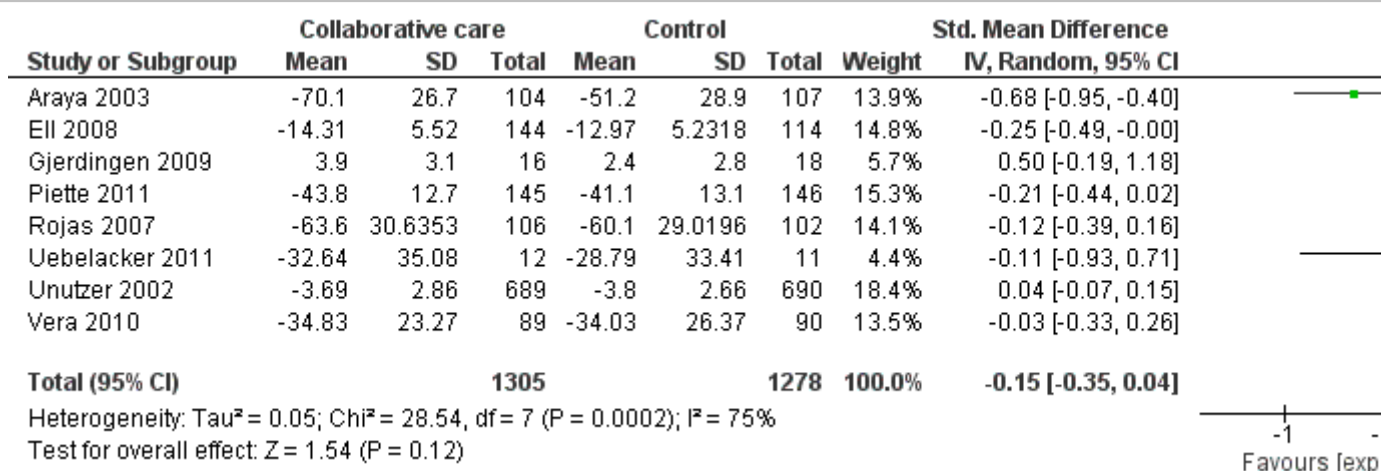 Collaborative care Control Std. Mean Difference
Study or Subgroup Mean SD Total Mean SD Total Weight IV, Random, 95% CI
Araya 2003 -70.1 26.7 104 -51.2 28.9 107 13.9% -0.68 [-0.95, -0.40]
Ell 2008 -14.31 5.52 144 -12.97 5.2318 114 14.8% -0.25 [-0.49, -0.00]
Gjerdingen 2009 3.9 3.1 16 2.4 2.8 18 5.7% 0.50 [-0.19, 1.18]
Piette 2011 -43.8 12.7 145 -41.1 13.1 146 15.3% -0.21 [-0.44, 0.02]
Rojas 2007 -63.6 30.6353 106 -60.1 29.0196 102 14.1% -0.12 [-0.39, 0.16]
Uebelacker 2011 -32.64 35.08 12 -28.79 33.41 11 4.4% -0.11 [-0.93, 0.71]
Unutzer 2002 -3.69 2.86 689 -3.8 2.66 690 18.4% 0.04 [-0.07, 0.15]
Vera 2010 -34.83 23.27 89 -34.03 26.37 90 13.5% -0.03 [-0.33, 0.26]
Total (95% CI) 1305 1278 100.0% -0.15 [-0.35, 0.04]
Heterogeneity: Tau² = 0.05; Chi² = 28.54, df = 7 (P = 0.0002); I² = 75%
Test for overall effect: Z = 1.54 (P = 0.12)
-1
Favours [exp